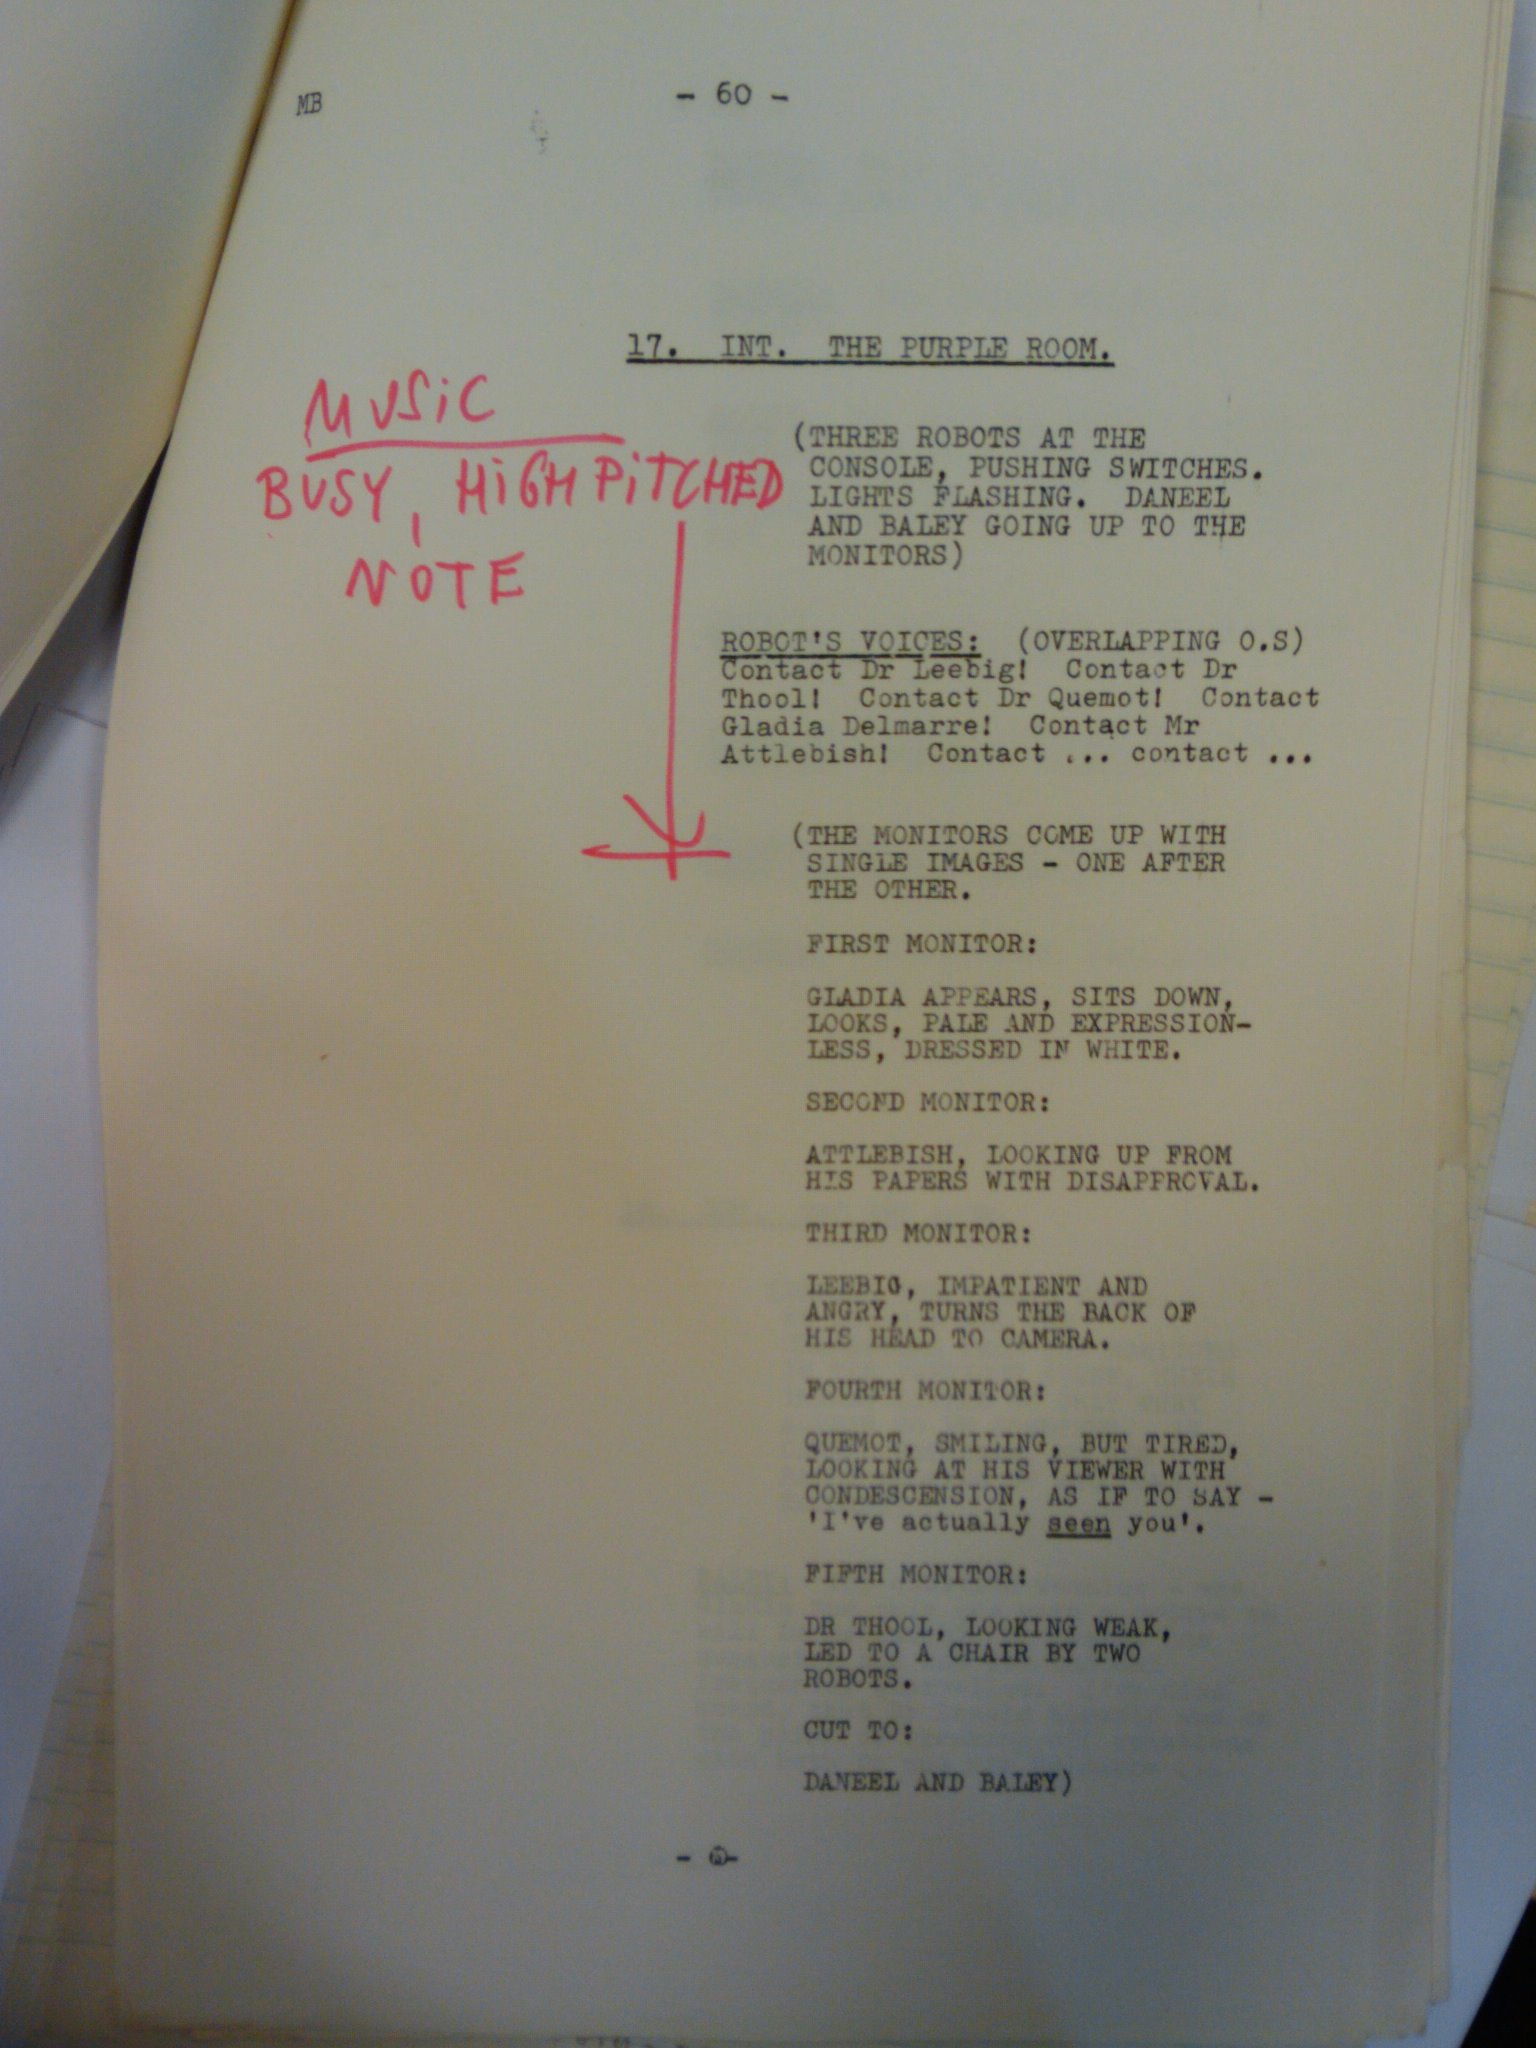 MB
- 60 -
17. INT. THE PURPLE ROOM.
MUSiC
BUSY, HiGH PiTCHED
NOTE
(THREE ROBOTS AT THE
CONSOLE, PUSHING SWITCHES.
LIGHTS FLASHING. DANEEL
AND BALEY GOING UP TO THE
MONITORS)
ROBOT'S VOICES: (OVERLAPPING O.S)
Contact Dr Leebig! Contact Dr
Thool! Contact Dr Quemot! Contact
Gladia Delmarre! Contact Mr
Attlebish! Contact ... contact ...
(THE MONITORS COME UP WITH
SINGLE IMAGES - ONE AFTER
THE OTHER.
FIRST MONITOR:
GLADIA APPEARS, SITS DOWN,
LOOKS, PALE AND EXPRESSION-
LESS, DRESSED IN WHITE.
SECOND MONITOR:
ATTLEBISH, LOOKING UP FROM
HIS PAPERS WITH DISAPPROVAL.
THIRD MONITOR:
LEEBIG, IMPATIENT AND
ANGRY, TURNS THE BACK OF
HIS HEAD TO CAMERA.
FOURTH MONITOR:
QUEMOT, SMILING, BUT TIRED,
LOOKING AT HIS VIEWER WITH
CONDESCENSION, AS IF TO SAY -
'I've actually seen you'.
FIFTH MONITOR:
DR THOOL, LOOKING WEAK,
LED TO A CHAIR BY TWO
ROBOTS.
CUT TO:
DANEEL AND BALEY)